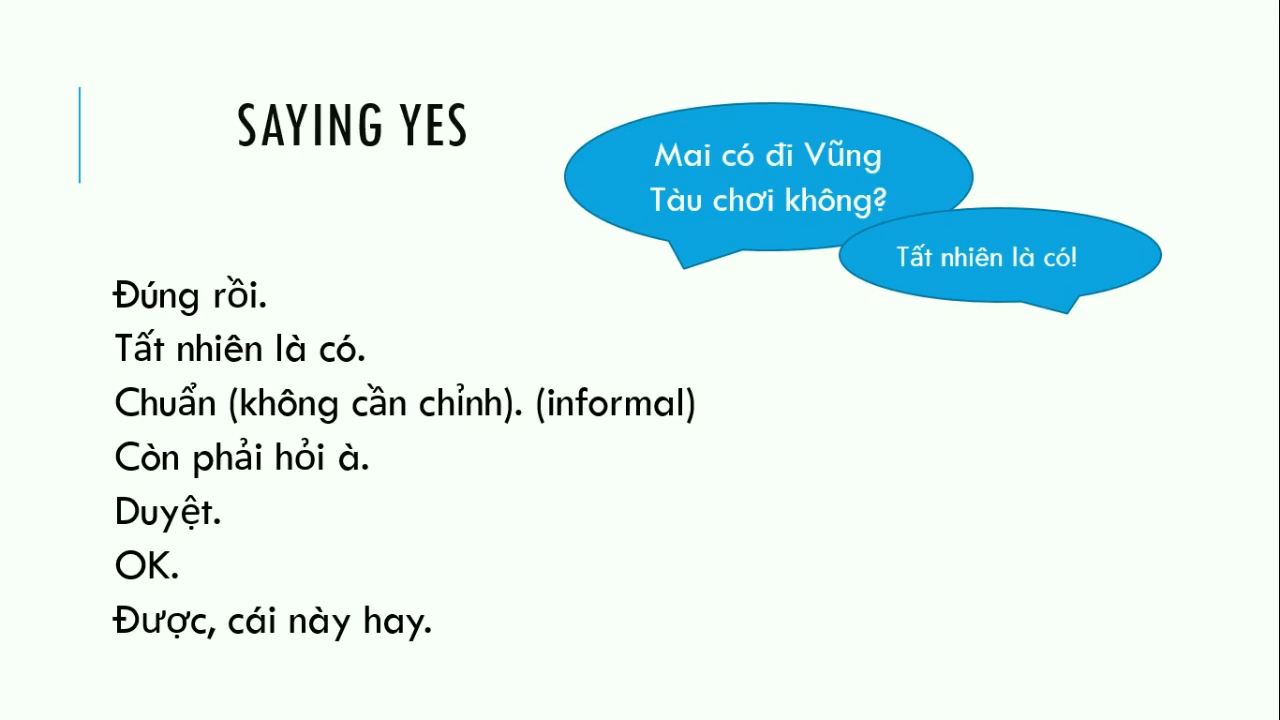 SAYING YES
Mai có đi Vũng
Tàu chơi không?
Tất nhiên là có!
Đúng rồi.
Tất nhiên là có.
Chuẩn (không cần chỉnh). (informal)
Còn phải hỏi à.
Duyệt.
OK.
Được, cái này hay.